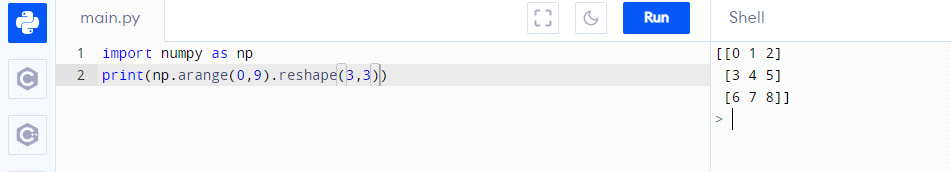 main.py
Run
Shell
1 import numpy as np
2 print(np.arange(0,9).reshape(3,3))
[[0 1 2]
[3 4 5]
[6 7 8]]
>